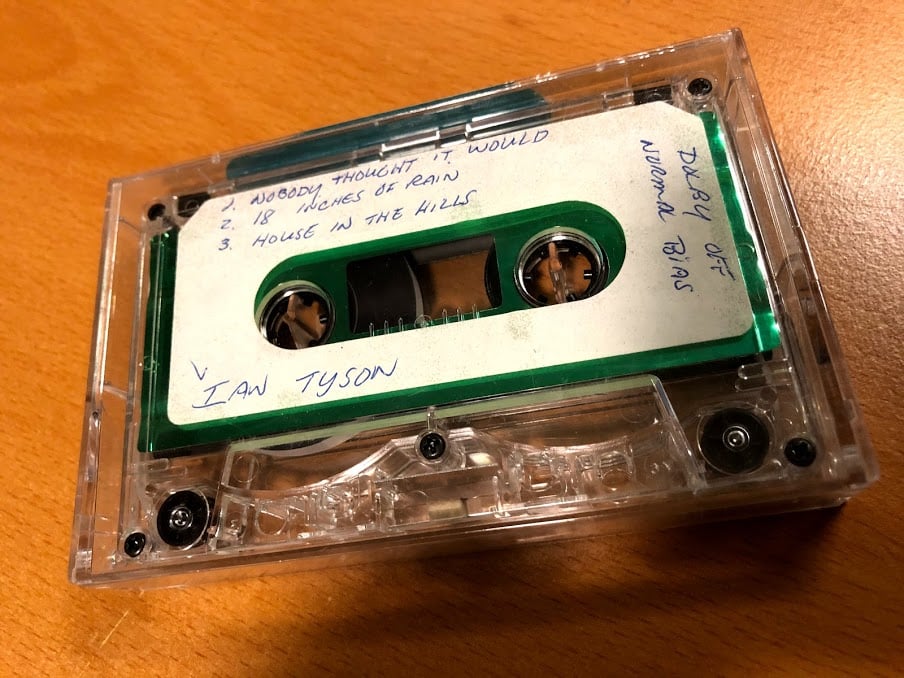 1. NOBODY THOUGHT IT WOULD
2. 18 INCHES OF RAIN
3. HOUSE IN THE HILLS
DOLBY OFF
NORMAL BIAS
IAN TYSON